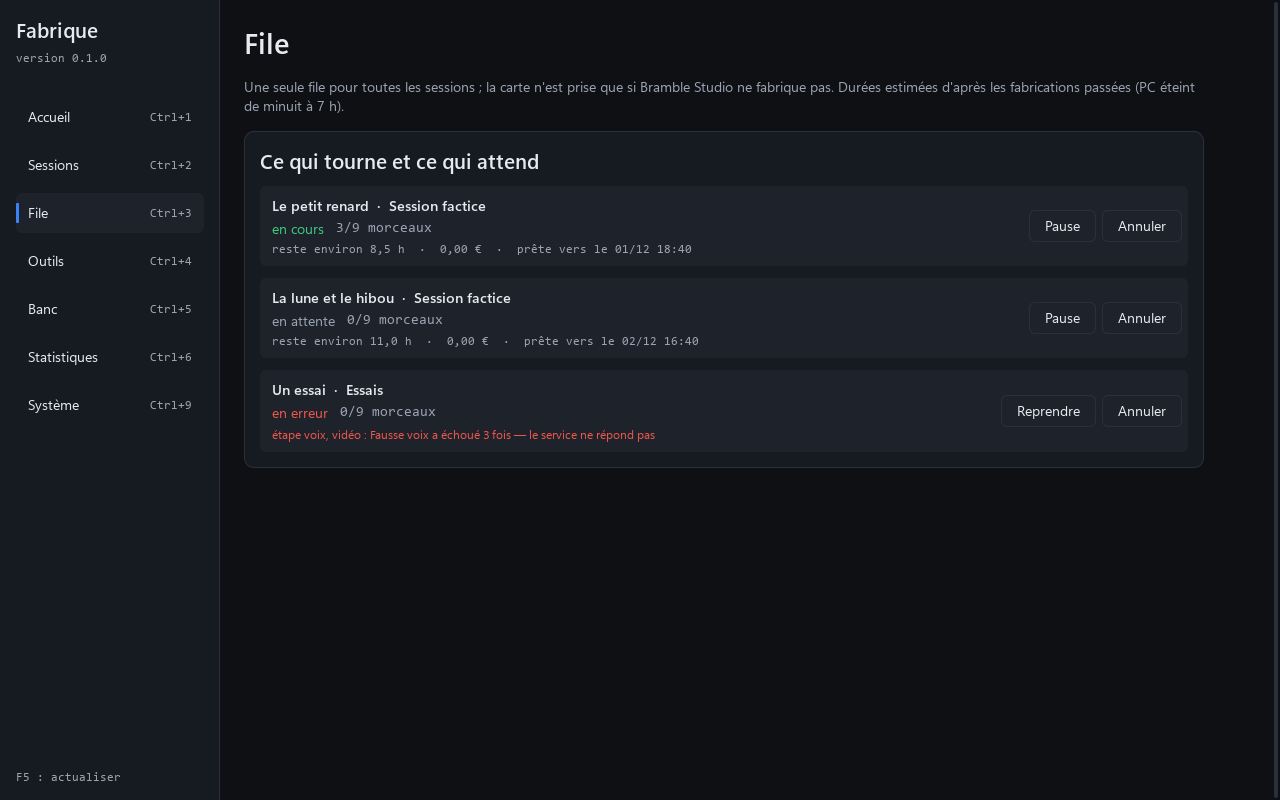 Fabrique
version 0.1.0
Accueil Ctrl+1
Sessions Ctrl+2
File Ctrl+3
Outils Ctrl+4
Banc Ctrl+5
Statistiques Ctrl+6
Système Ctrl+9
F5 : actualiser
File
Une seule file pour toutes les sessions ; la carte n'est prise que si Bramble Studio ne fabrique pas. Durées estimées d'après les fabrications passées (PC éteint
de minuit à 7 h).
Ce qui tourne et ce qui attend
Le petit renard · Session factice
en cours 3/9 morceaux
reste environ 8,5 h · 0,00 € · prête vers le 01/12 18:40
Pause Annuler
La lune et le hibou · Session factice
en attente 0/9 morceaux
reste environ 11,0 h · 0,00 € · prête vers le 02/12 16:40
Pause Annuler
Un essai · Essais
en erreur 0/9 morceaux
étape voix, vidéo : Fausse voix a échoué 3 fois — le service ne répond pas
Reprendre Annuler